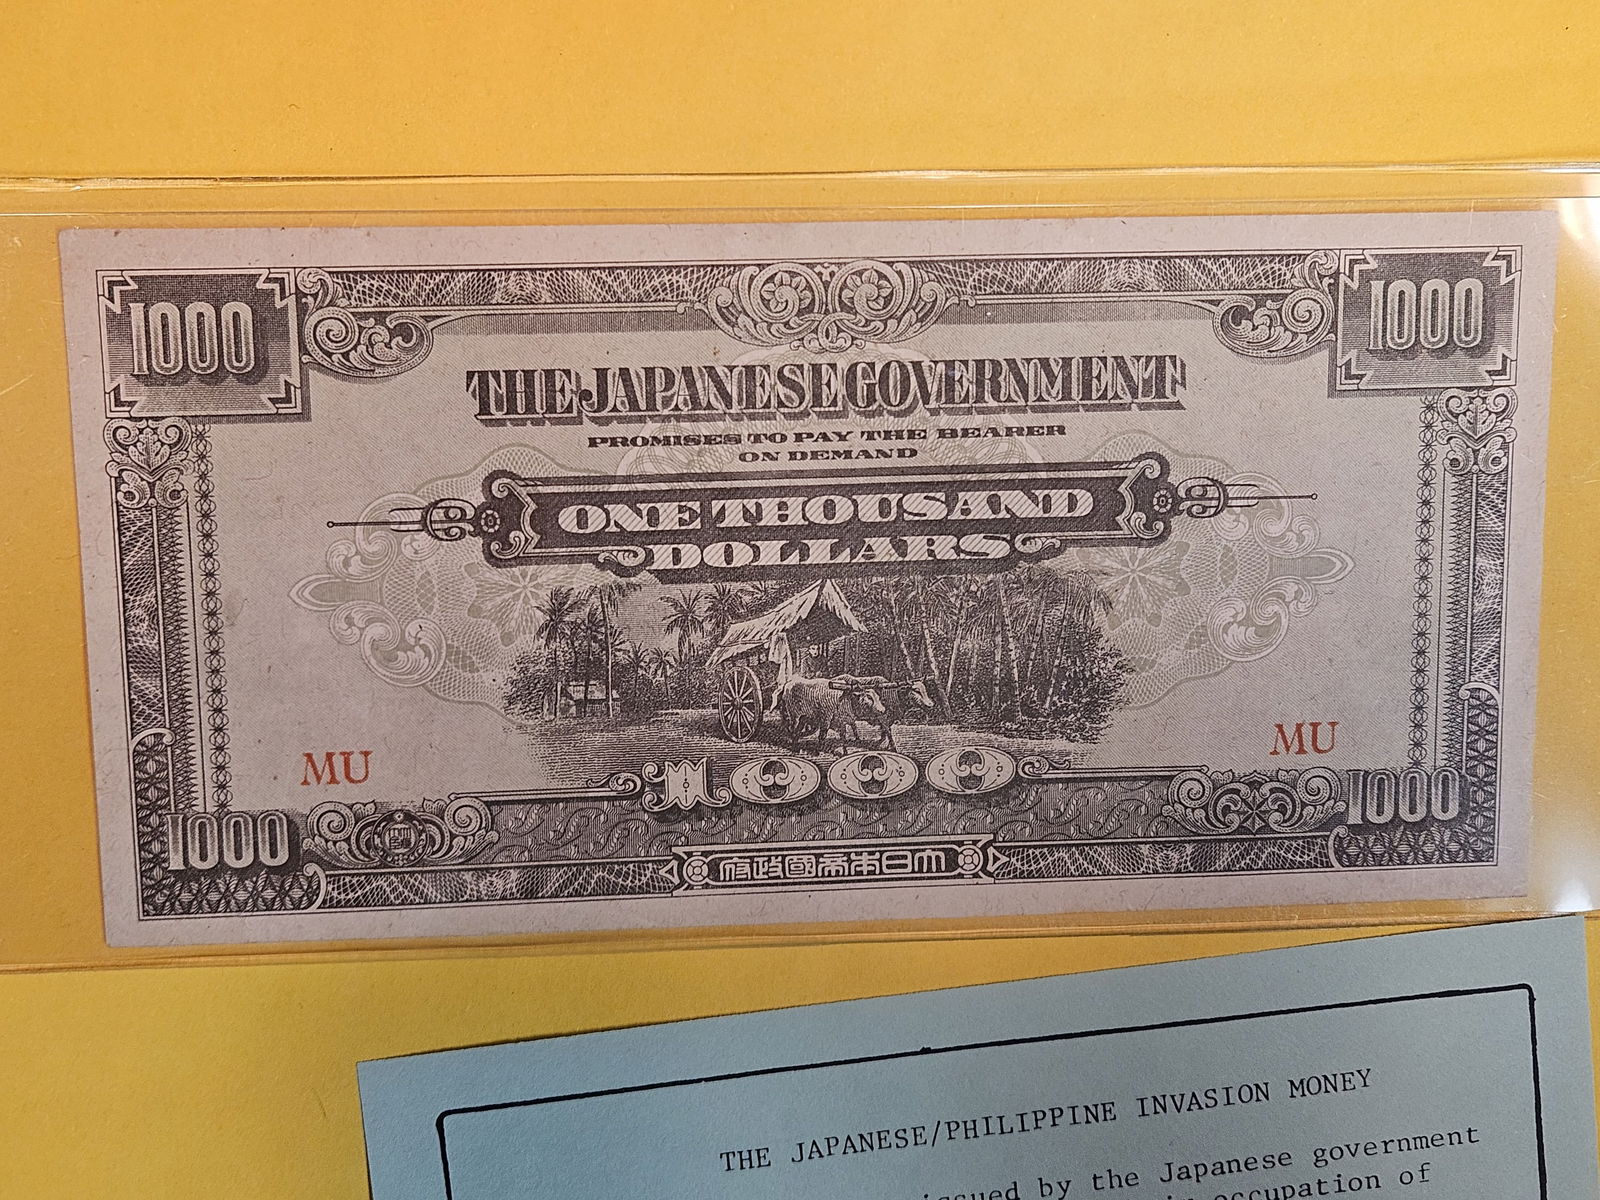 1000
1000
THE JAPANESE GOVERNMENT
PROMISES TO PAY THE BEARER
ON DEMAND
ONE THOUSAND
DOLLARS
MU
MU
1000
1000
1000
府政國帝本日大
THE JAPANESE/PHILIPPINE INVASION MONEY
issued by the Japanese government
occupation of